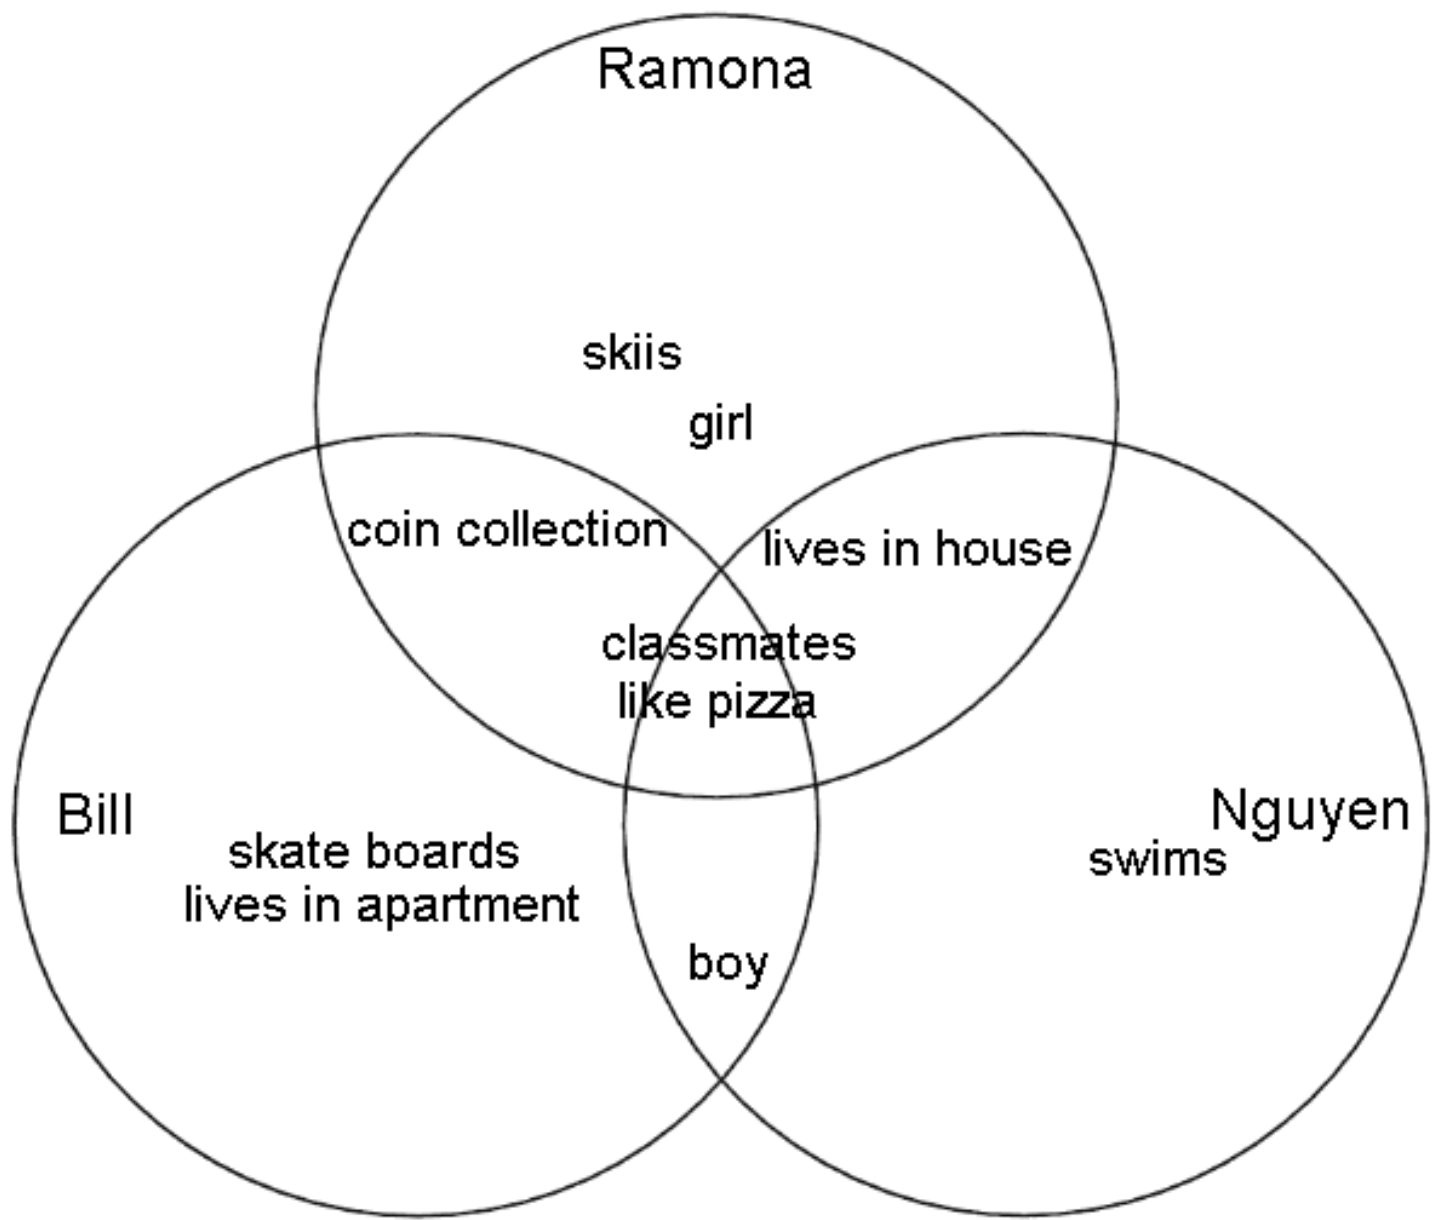 Ramona
skiis
girl
coin collection
lives in house
classmates
like pizza
Bill
Nguyen
skate boards
swims
lives in apartment
boy